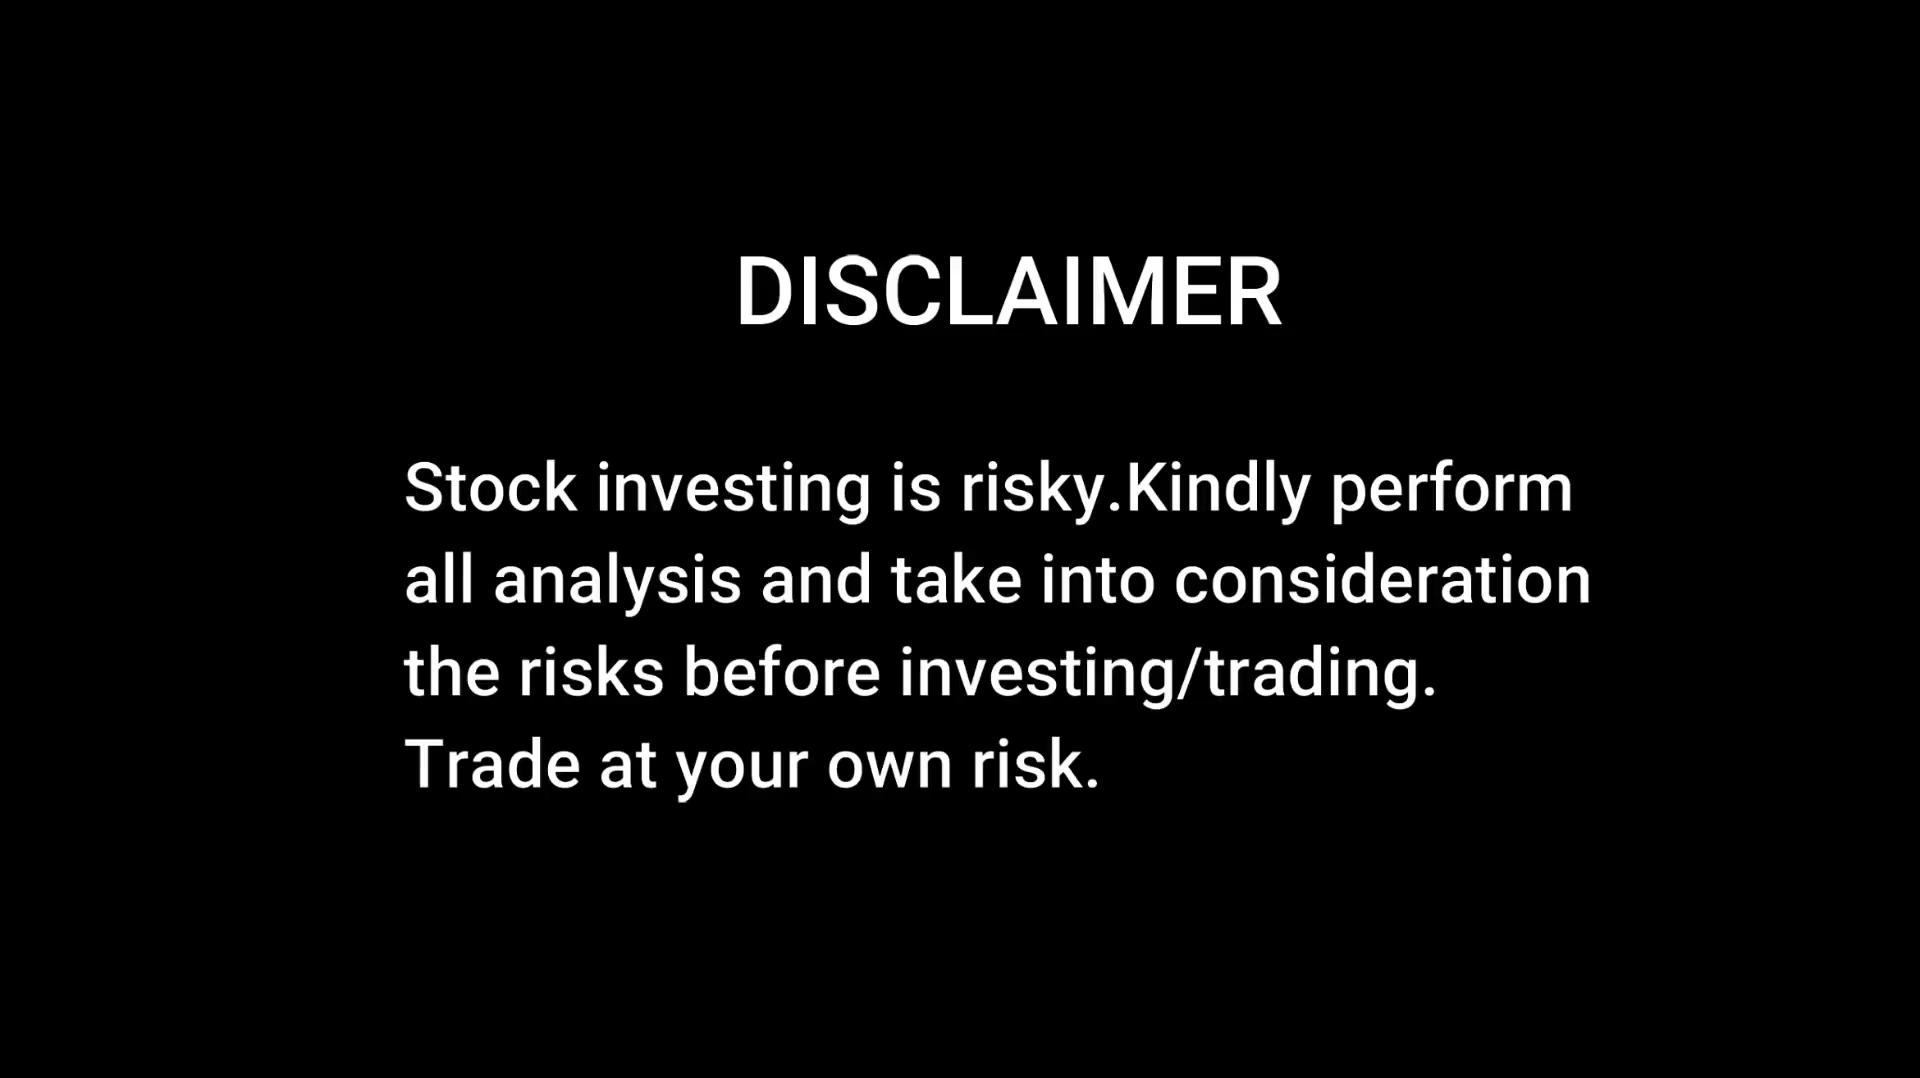 DISCLAIMER
Stock investing is risky.Kindly perform
all analysis and take into consideration
the risks before investing/trading.
Trade at your own risk.